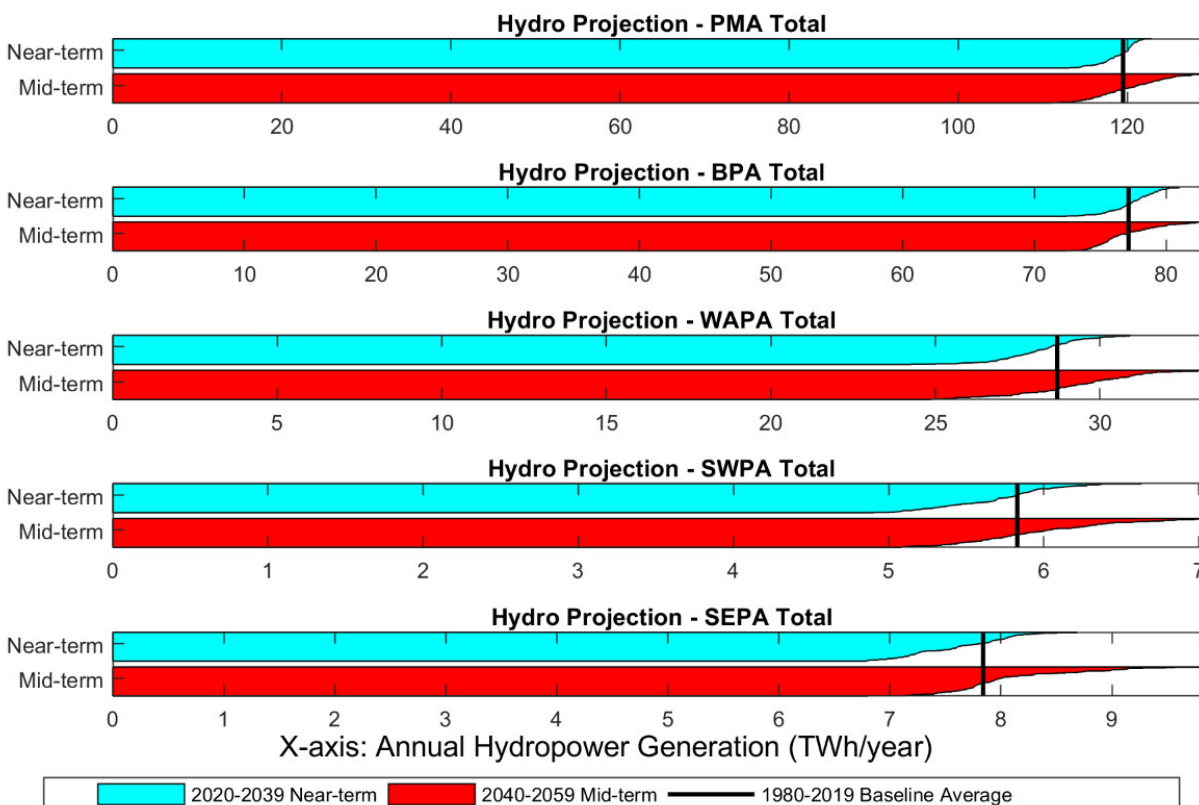 Hydro Projection - PMA Total
Near-term
Mid-term
0 20 40 60 80 100 120
Hydro Projection - BPA Total
Near-term
Mid-term
0 10 20 30 40 50 60 70 80
Hydro Projection - WAPA Total
Near-term
Mid-term
0 5 10 15 20 25 30
Hydro Projection - SWPA Total
Near-term
Mid-term
0 1 2 3 4 5 6 7
Hydro Projection - SEPA Total
Near-term
Mid-term
0 1 2 3 4 5 6 7 8 9
X-axis: Annual Hydropower Generation (TWh/year)
2020-2039 Near-term 2040-2059 Mid-term 1980-2019 Baseline Average